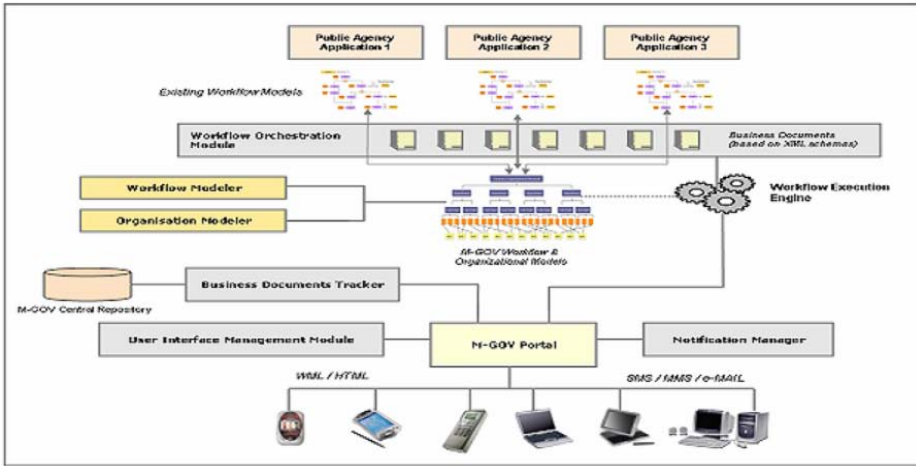 Public Agency
Application 1
Public Agency
Application 2
Public Agency
Application 3
Existing Workflow Models
Workflow Orchestration
Module
Business Documents
(based on XML schemas)
Workflow Modeler
Organisation Modeler
Workflow Execution
Engine
M-GOV Workflow &
Organizational Models
Business Documents Tracker
M-GOV Central Repository
User Interface Management Module
M-GOV Portal
Notification Manager
WML / HTML
SMS / MMS / e-MAIL